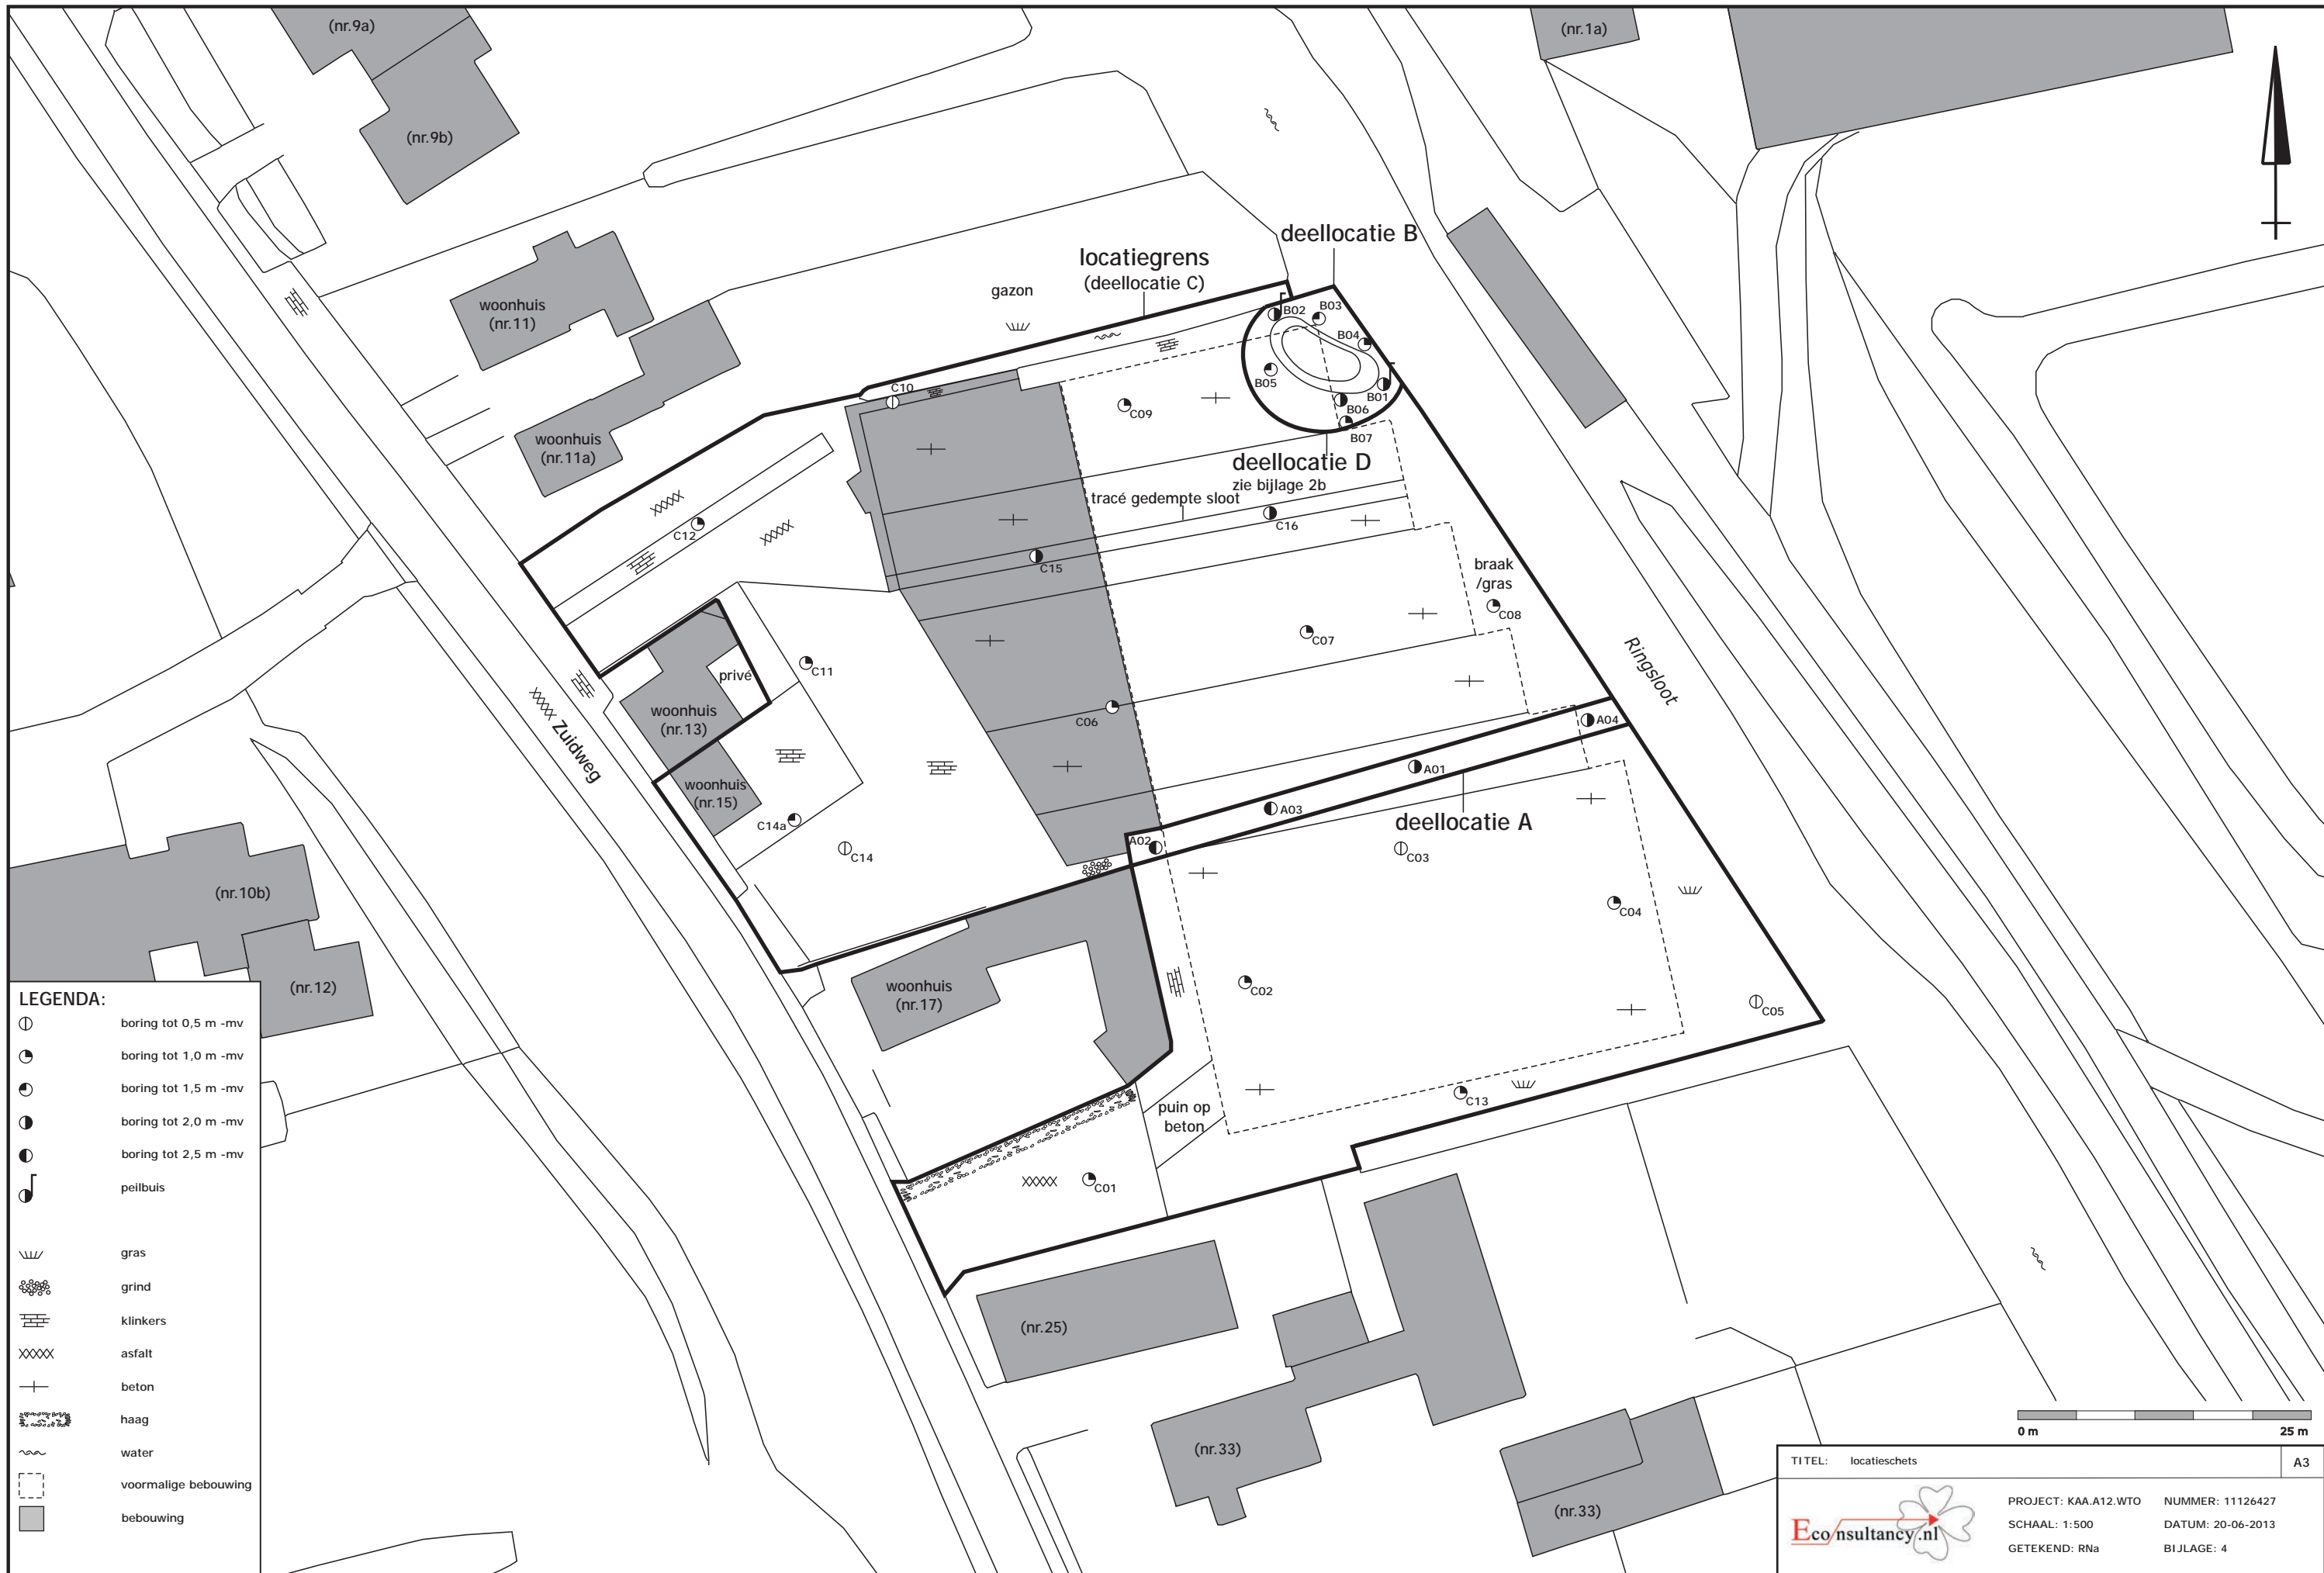 (nr.9a)
(nr.1a)
(nr.9b)
deellocatie B
locatiegrens
(deellocatie C)
gazon
woonhuis
(nr.11)
B02
B03
B04
B05
B01
B06
B07
C10
C09
woonhuis
(nr.11a)
deellocatie D
zie bijlage 2b
tracé gedempte sloot
C16
C12
C15
braak
/gras
C08
C07
C11
privé
Ringsloot
woonhuis
(nr.13)
C06
A04
Zuidweg
A01
woonhuis
(nr.15)
A03
C14a
deellocatie A
A02
C14
C03
(nr.10b)
C04
(nr.12)
woonhuis
(nr.17)
C02
C05
C13
puin op
beton
C01
(nr.25)
(nr.33)
(nr.33)
LEGENDA:
boring tot 0,5 m -mv
boring tot 1,0 m -mv
boring tot 1,5 m -mv
boring tot 2,0 m -mv
boring tot 2,5 m -mv
peilbuis
gras
grind
klinkers
asfalt
beton
haag
water
voormalige bebouwing
bebouwing
0 m 25 m
TITEL: locatieschets A3
PROJECT: KAA.A12.WTO NUMMER: 11126427
SCHAAL: 1:500 DATUM: 20-06-2013
GETEKEND: RNa BIJLAGE: 4
Econsultancy.nl